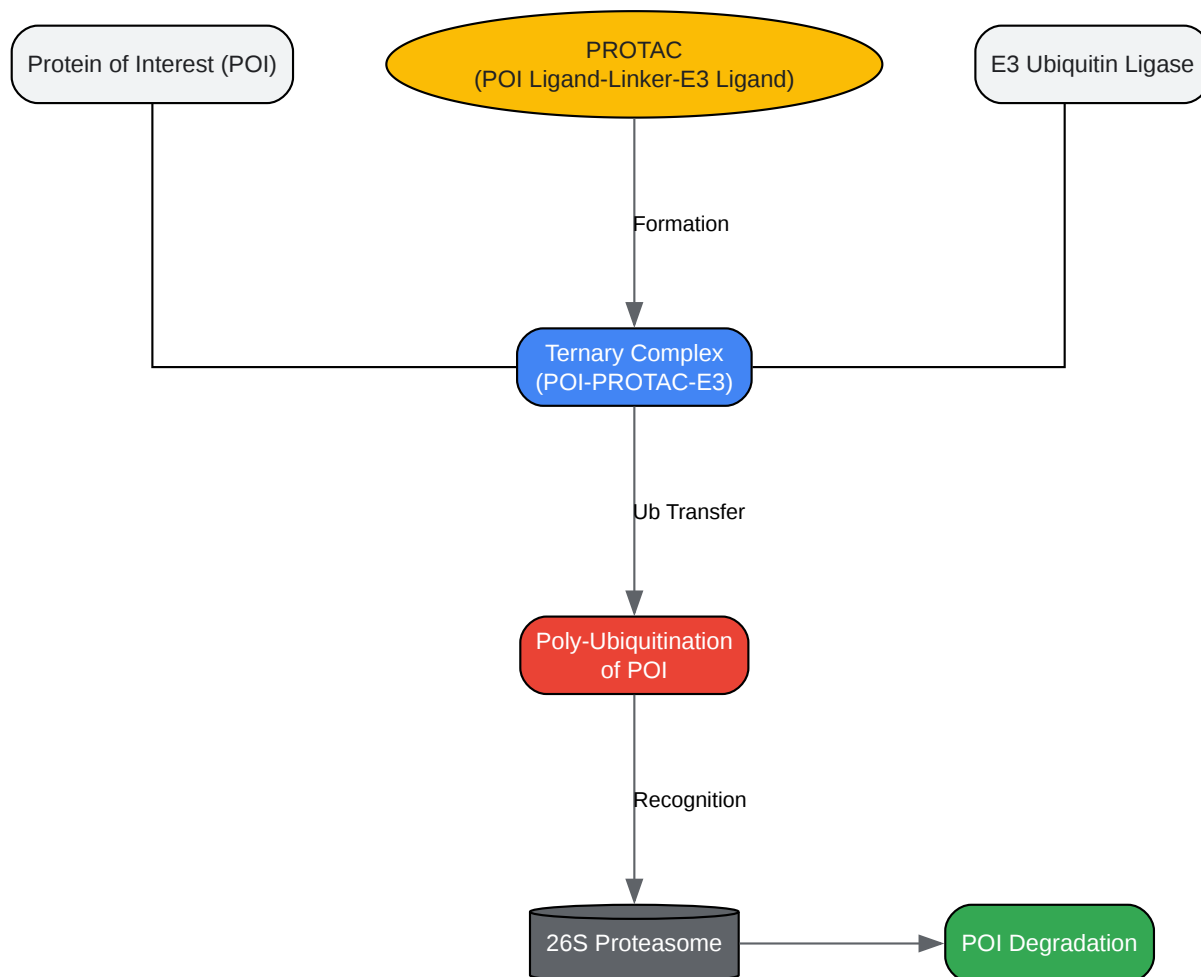 Protein of Interest (POI)
PROTAC
(POI Ligand-Linker-E3 Ligand)
E3 Ubiquitin Ligase
Formation
Ternary Complex
(POI-PROTAC-E3)
Ub Transfer
Poly-Ubiquitination
of POI
Recognition
26S Proteasome
POI Degradation